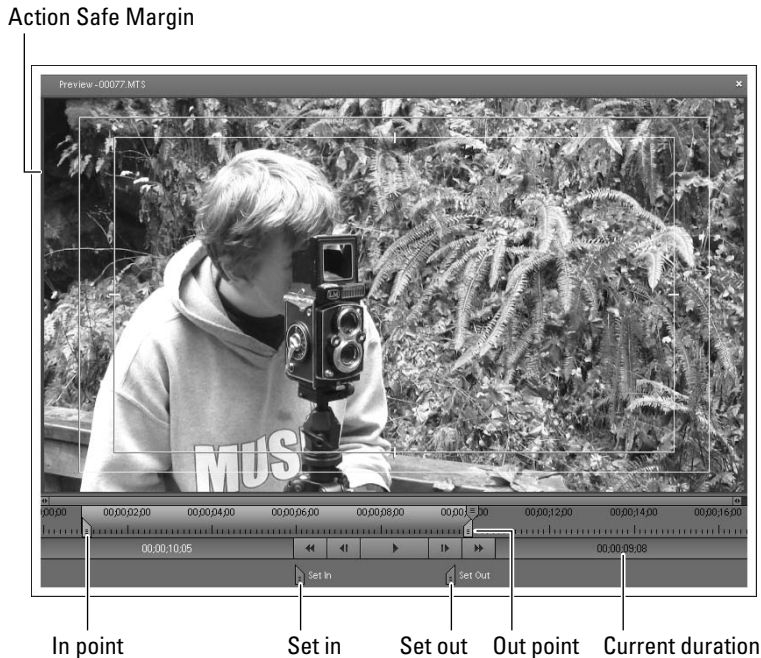 Action Safe Margin
Preview - 00077.MTS
MUS
00;00 00;00;02;00 00;00;04;00 00;00;06;00 00;00;08;00 00;00; 00;00;12;00 00;00;14;00 00;00;16;00
00;00;10;05 00;00;09;08
Set In Set Out
In point Set in Set out Out point Current duration